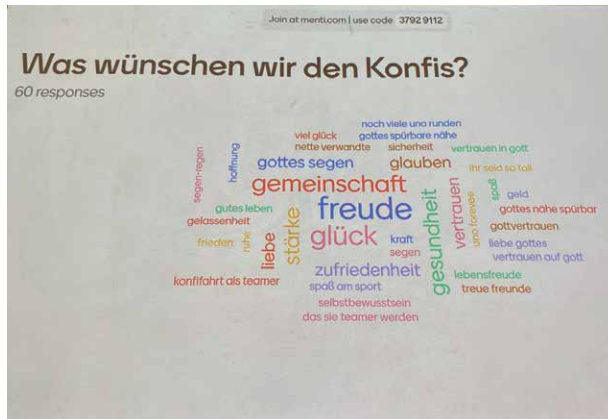 Join at menti.com | use code 3792 9112
Was wünschen wir den Konfis?
60 responses
noch viele uno runden
viel glück
gottes spürbare nähe
nette verwandte
sicherheit
vertrauen in gott
segen-regen
hoffnung
gottes segen
glauben
ihr seid so toll
gemeinschaft
vertrauen
spaß
geld
gutes leben
freude
gesundheit
uno forever
gottes nähe spürbar
gelassenheit
stärke
gottvertrauen
frieden
ruhe
liebe
glück
kraft
liebe gottes
segen
vertrauen auf gott
zufriedenheit
lebensfreude
konfifahrt als teamer
spaß am sport
treue freunde
selbstbewusstsein
das sie teamer werden